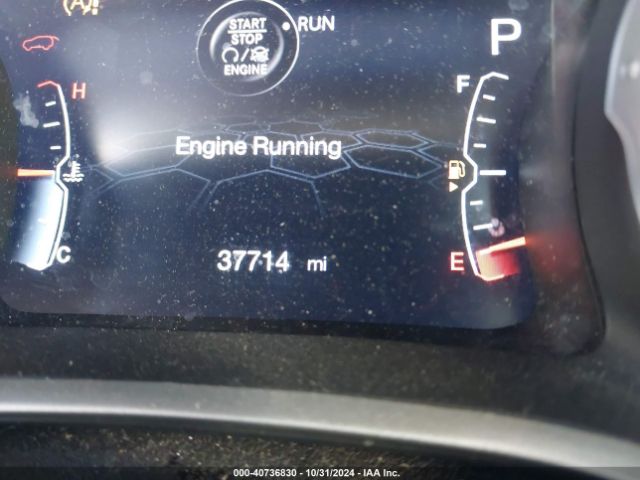 (A)
START
STOP
ENGINE
RUN
P
H
F
Engine Running
C
37714 mi
E
000-40736830 - 10/31/2024 - IAA Inc.